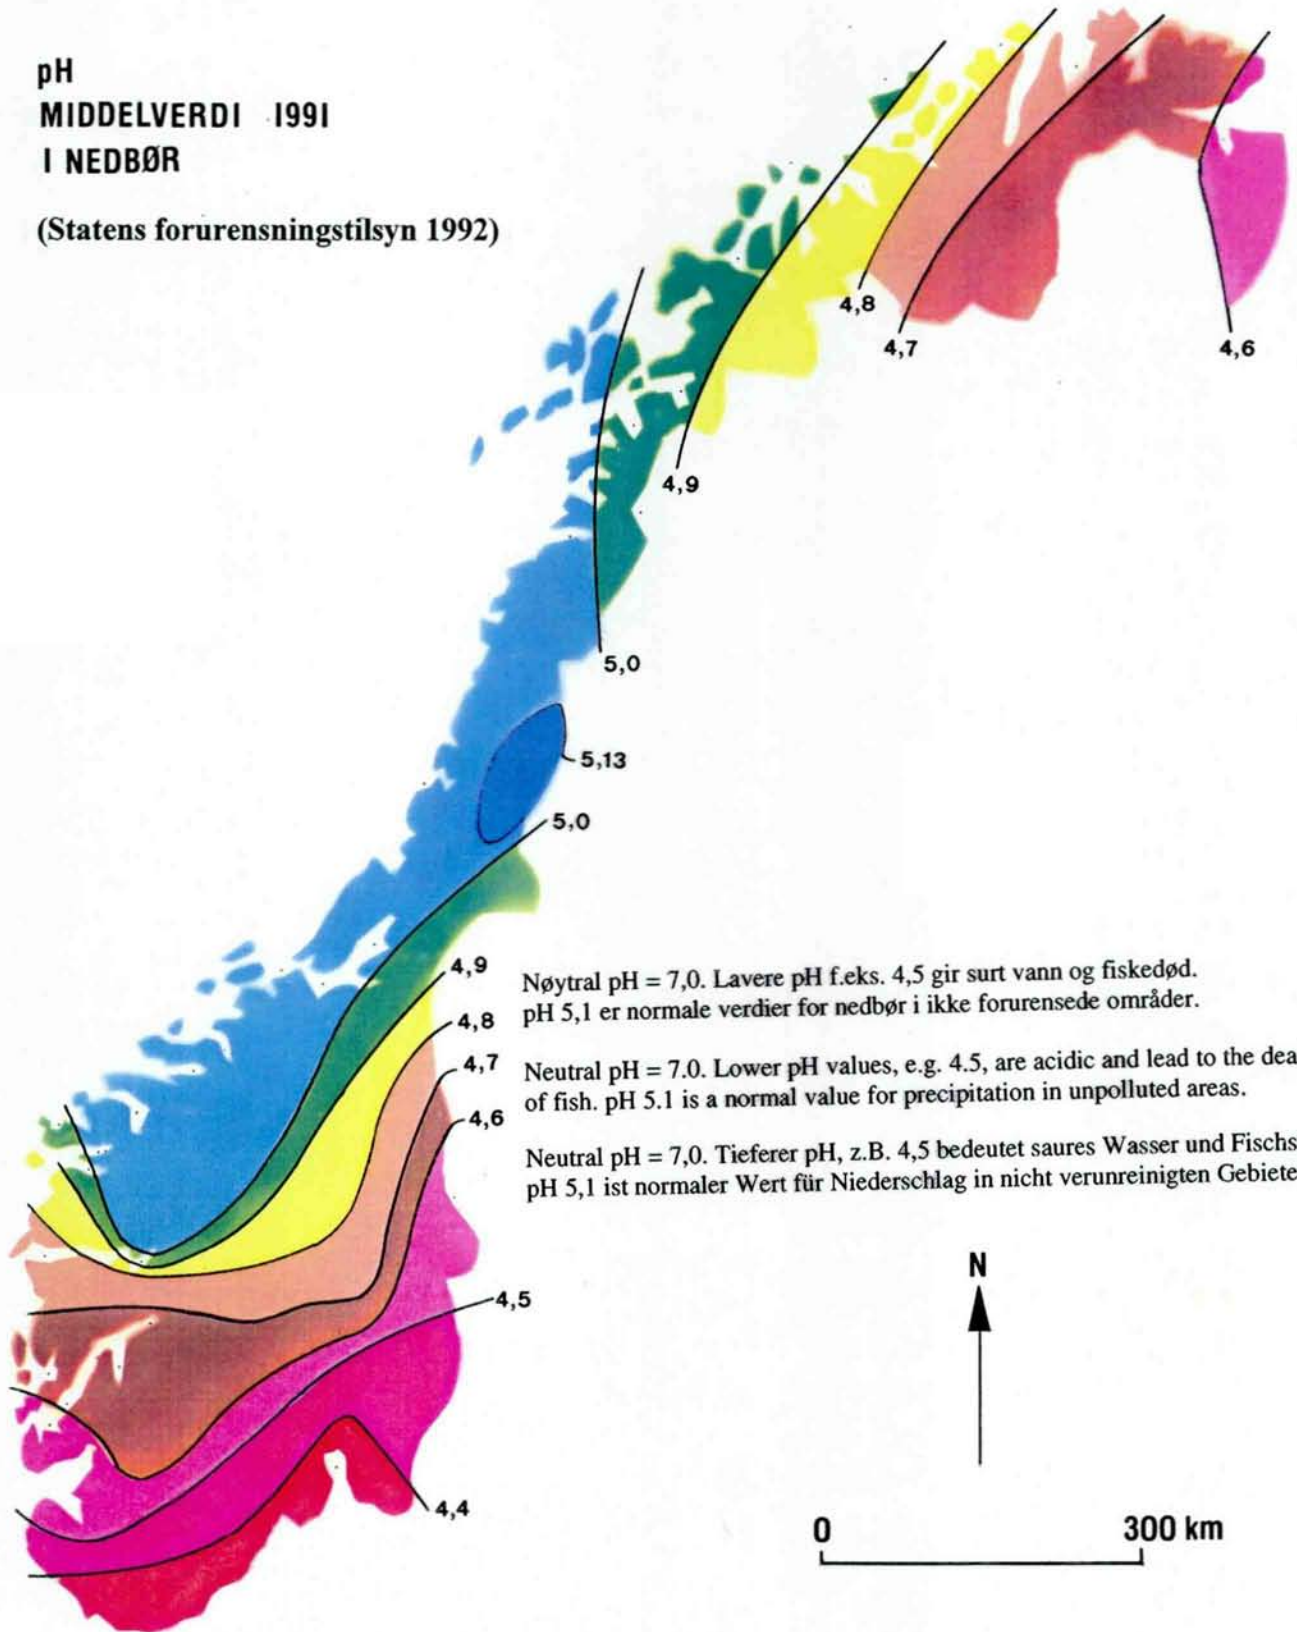 pH
MIDDELVERDI 1991
I NEDBØR
(Statens forurensningstilsyn 1992)
4,8
4,7
4,6
4,9
5,0
5,13
5,0
4,9
4,8
4,7
4,6
4,5
4,4
Nøytral pH = 7,0. Lavere pH f.eks. 4,5 gir surt vann og fiskedød.
pH 5,1 er normale verdier for nedbør i ikke forurensede områder.
Neutral pH = 7.0. Lower pH values, e.g. 4.5, are acidic and lead to the dea
of fish. pH 5.1 is a normal value for precipitation in unpolluted areas.
Neutral pH = 7,0. Tieferer pH, z.B. 4,5 bedeutet saures Wasser und Fischs
pH 5,1 ist normaler Wert für Niederschlag in nicht verunreinigten Gebiete
N
0 300 km